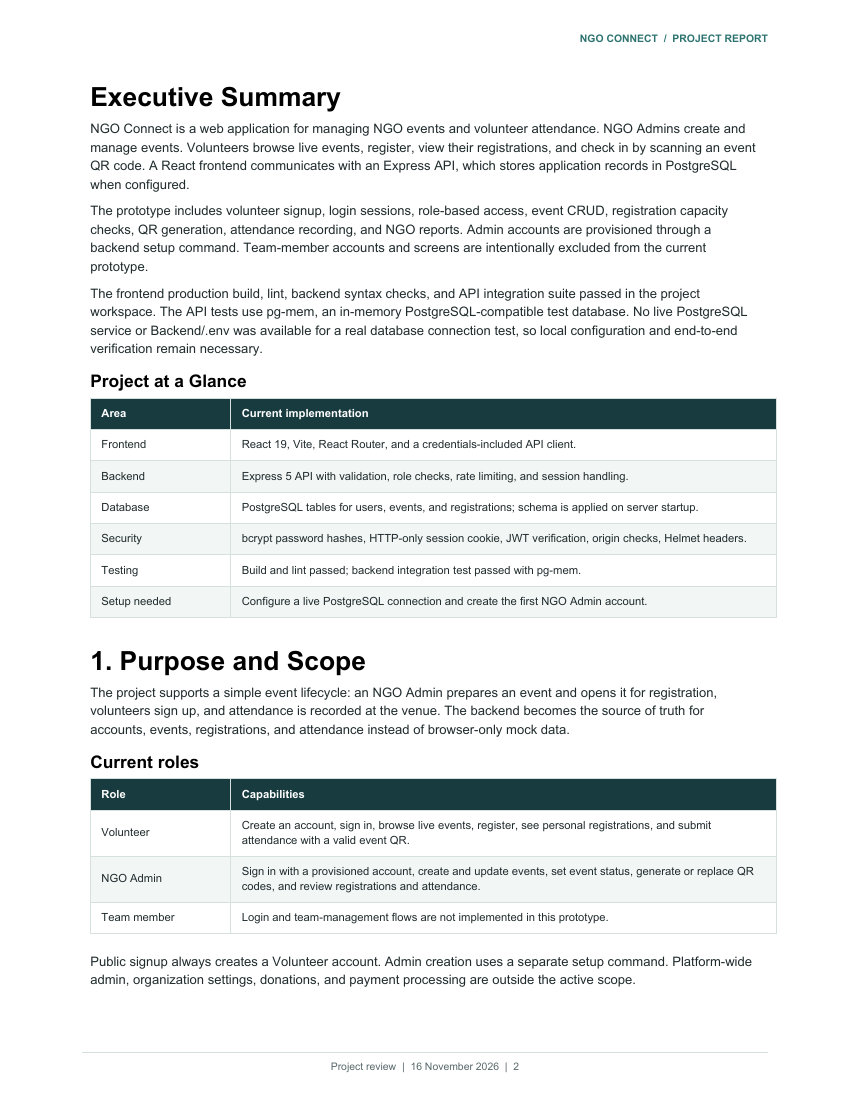 NGO CONNECT / PROJECT REPORT
Executive Summary
NGO Connect is a web application for managing NGO events and volunteer attendance. NGO Admins create and
manage events. Volunteers browse live events, register, view their registrations, and check in by scanning an event
QR code. A React frontend communicates with an Express API, which stores application records in PostgreSQL
when configured.
The prototype includes volunteer signup, login sessions, role-based access, event CRUD, registration capacity
checks, QR generation, attendance recording, and NGO reports. Admin accounts are provisioned through a
backend setup command. Team-member accounts and screens are intentionally excluded from the current
prototype.
The frontend production build, lint, backend syntax checks, and API integration suite passed in the project
workspace. The API tests use pg-mem, an in-memory PostgreSQL-compatible test database. No live PostgreSQL
service or Backend/.env was available for a real database connection test, so local configuration and end-to-end
verification remain necessary.
Project at a Glance
Area Current implementation
Frontend React 19, Vite, React Router, and a credentials-included API client.
Backend Express 5 API with validation, role checks, rate limiting, and session handling.
Database PostgreSQL tables for users, events, and registrations; schema is applied on server startup.
Security bcrypt password hashes, HTTP-only session cookie, JWT verification, origin checks, Helmet headers.
Testing Build and lint passed; backend integration test passed with pg-mem.
Setup needed Configure a live PostgreSQL connection and create the first NGO Admin account.
1. Purpose and Scope
The project supports a simple event lifecycle: an NGO Admin prepares an event and opens it for registration,
volunteers sign up, and attendance is recorded at the venue. The backend becomes the source of truth for
accounts, events, registrations, and attendance instead of browser-only mock data.
Current roles
Role Capabilities
Volunteer Create an account, sign in, browse live events, register, see personal registrations, and submit
attendance with a valid event QR.
NGO Admin Sign in with a provisioned account, create and update events, set event status, generate or replace QR
codes, and review registrations and attendance.
Team member Login and team-management flows are not implemented in this prototype.
Public signup always creates a Volunteer account. Admin creation uses a separate setup command. Platform-wide
admin, organization settings, donations, and payment processing are outside the active scope.
Project review | 16 November 2026 | 2